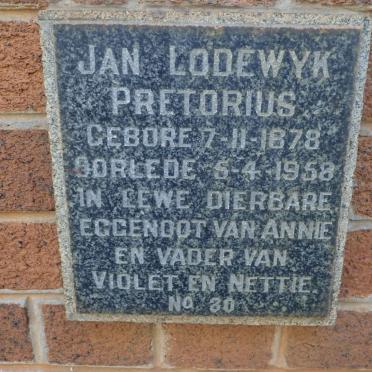 JAN LODEWYK
PRETORIUS
GEBORE 7-11-1878
OORLEDE 5-4-1958
IN LEWE DIERBARE
EGGENOOT VAN ANNIE
EN VADER VAN
VIOLET EN NETTIE.
No 30